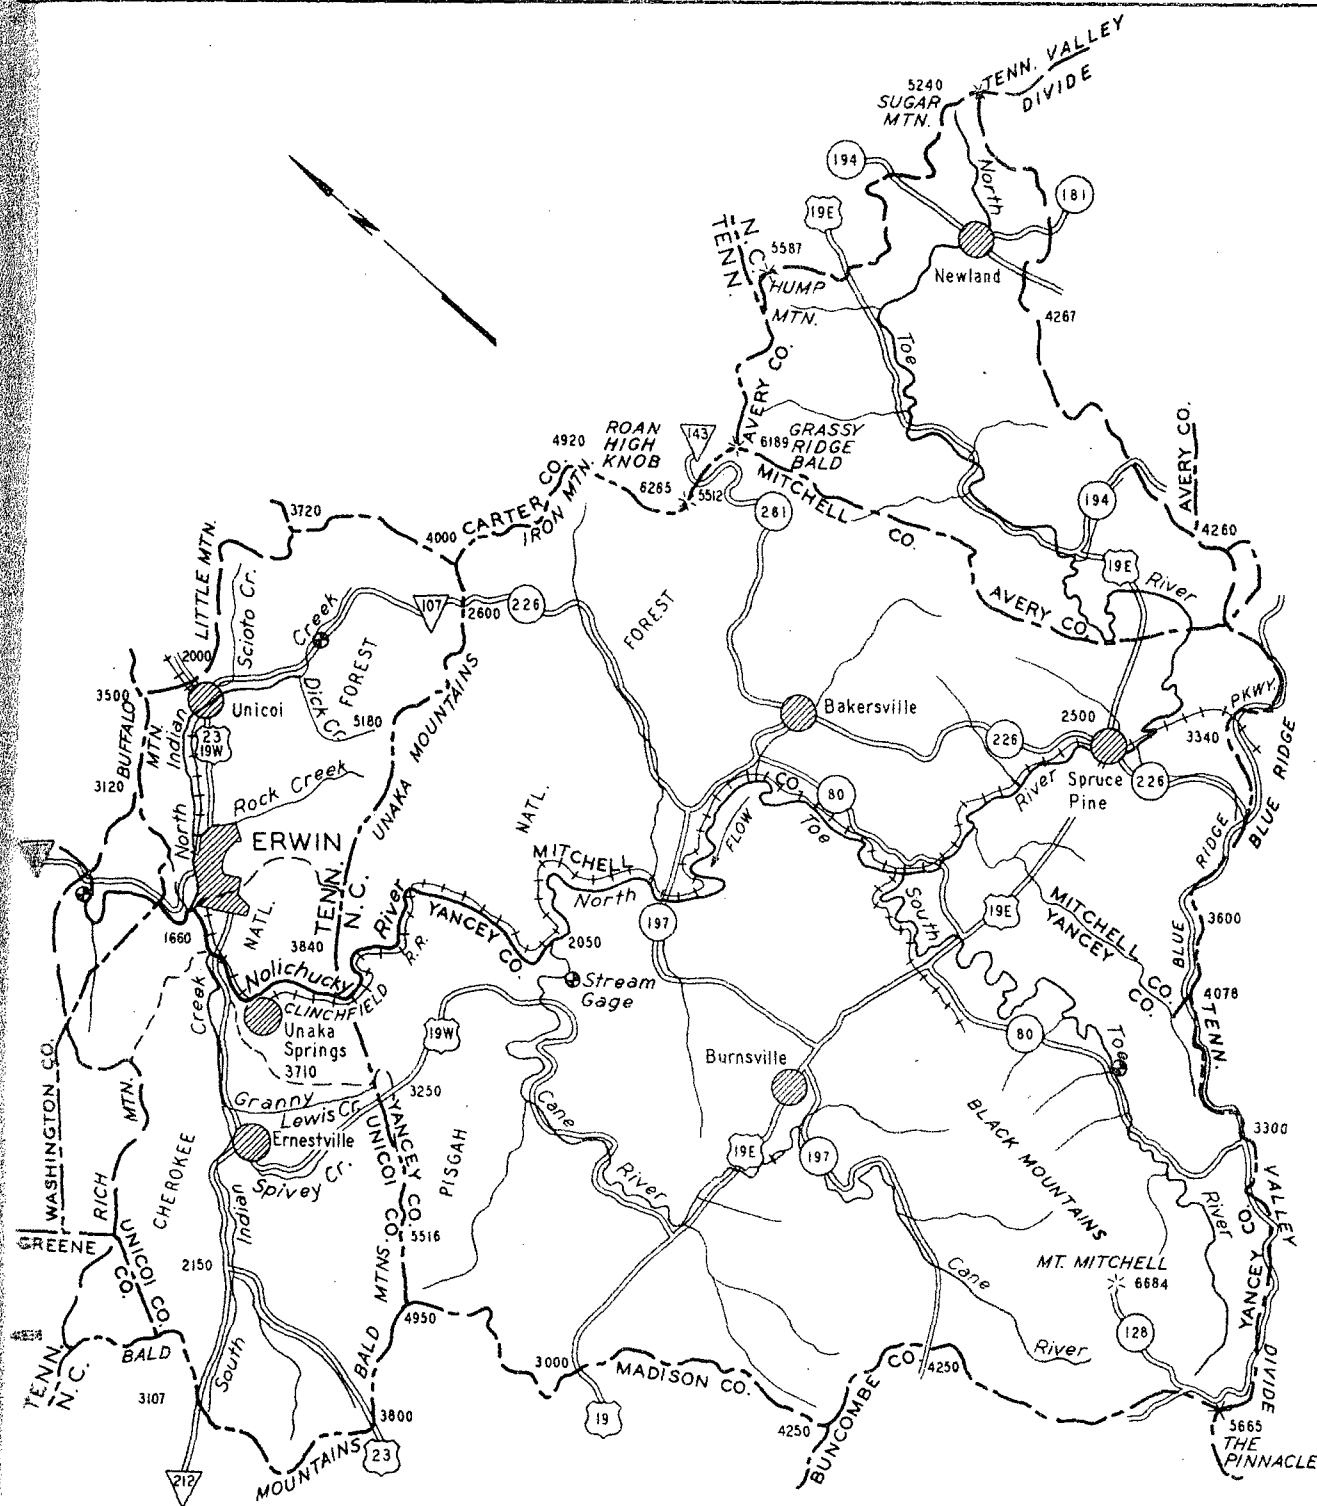 TENN. VALLEY
DIVIDE
5240
SUGAR
MTN.
194
North
181
19E
N.C.
TENN.
5587
HUMP
MTN.
Newland
N
4267
Toe
AVERY CO.
ROAN
HIGH
KNOB
143
6189
GRASSY
RIDGE
BALD
4920
6285
5512
MITCHELL
CO.
261
194
AVERY CO.
4260
3720
4000
CARTER CO.
IRON MTN.
19E
River
LITTLE MTN.
Scioto Cr.
Creek
107
2600
226
FOREST
AVERY CO.
2000
3500
Unicoi
Dick Cr.
FOREST
5180
UNAKA MOUNTAINS
Bakersville
2500
226
PKWY.
3340
BUFFALO
MTN.
Indian
23
19W
3120
Rock Creek
North
ERWIN
NATL.
CO.
80
Toe
FLOW
River
Spruce
Pine
226
BLUE RIDGE
RIDGE
TENN.
N.C.
MITCHELL
North
River
YANCEY CO.
R.R.
197
South
19E
MITCHELL
YANCEY
CO.
CO.
BLUE
3600
1660
NATL.
3840
Nolichucky
CLINCHFIELD
2050
Stream
Gage
4078
TENN.
Creek
Unaka
Springs
3710
19W
80
Toe
WASHINGTON CO.
MTN.
Granny
Lewis Cr.
3250
Burnsville
Cane
BLACK MOUNTAINS
3300
Ernestville
CHEROKEE
RICH
Spivey Cr.
YANCEY CO.
UNICOI CO.
PISGAH
River
19E
197
VALLEY
River
GREENE
UNICOI CO.
CO.
Indian
5516
2150
MTNS
Cane
MT. MITCHELL
6684
YANCEY CO.
4950
128
TENN.
N.C.
BALD
South
BALD
3000
MADISON CO.
CO.
4250
River
DIVIDE
3107
3800
19
4250
BUNCOMBE
5665
THE
PINNACLE
212
MOUNTAINS
23